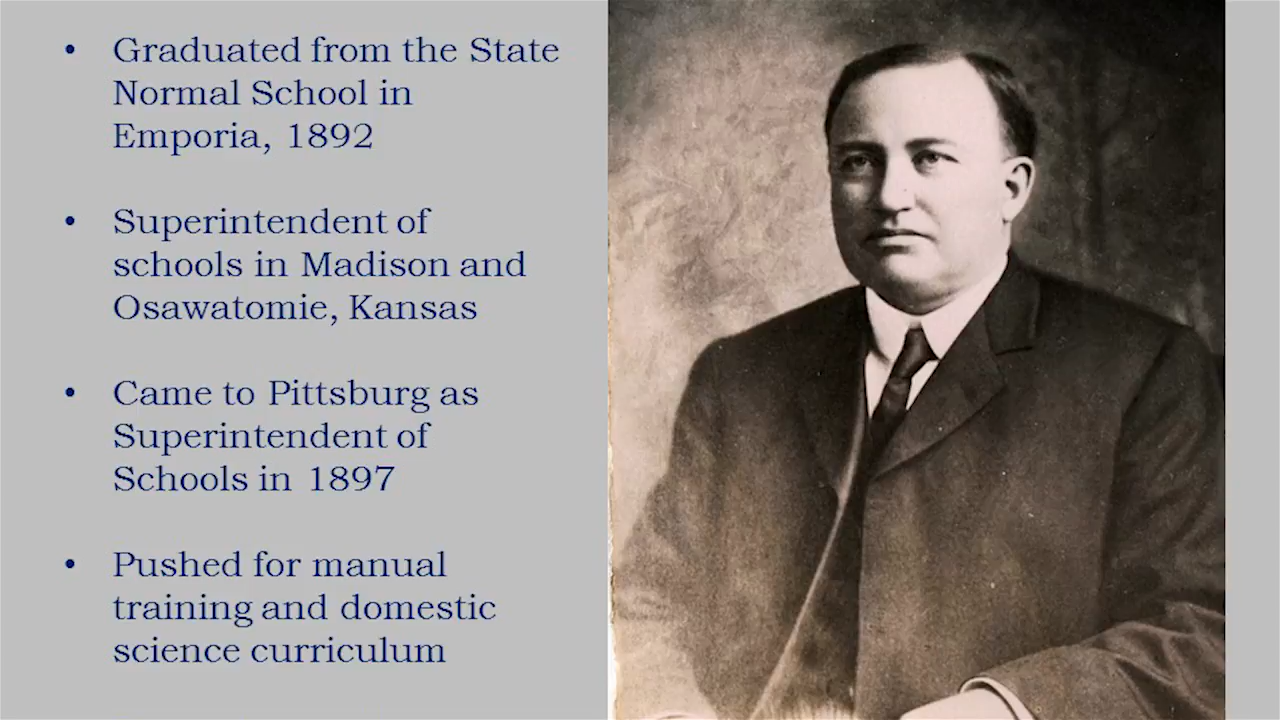 • Graduated from the State
Normal School in
Emporia, 1892
• Superintendent of
schools in Madison and
Osawatomie, Kansas
• Came to Pittsburg as
Superintendent of
Schools in 1897
• Pushed for manual
training and domestic
science curriculum